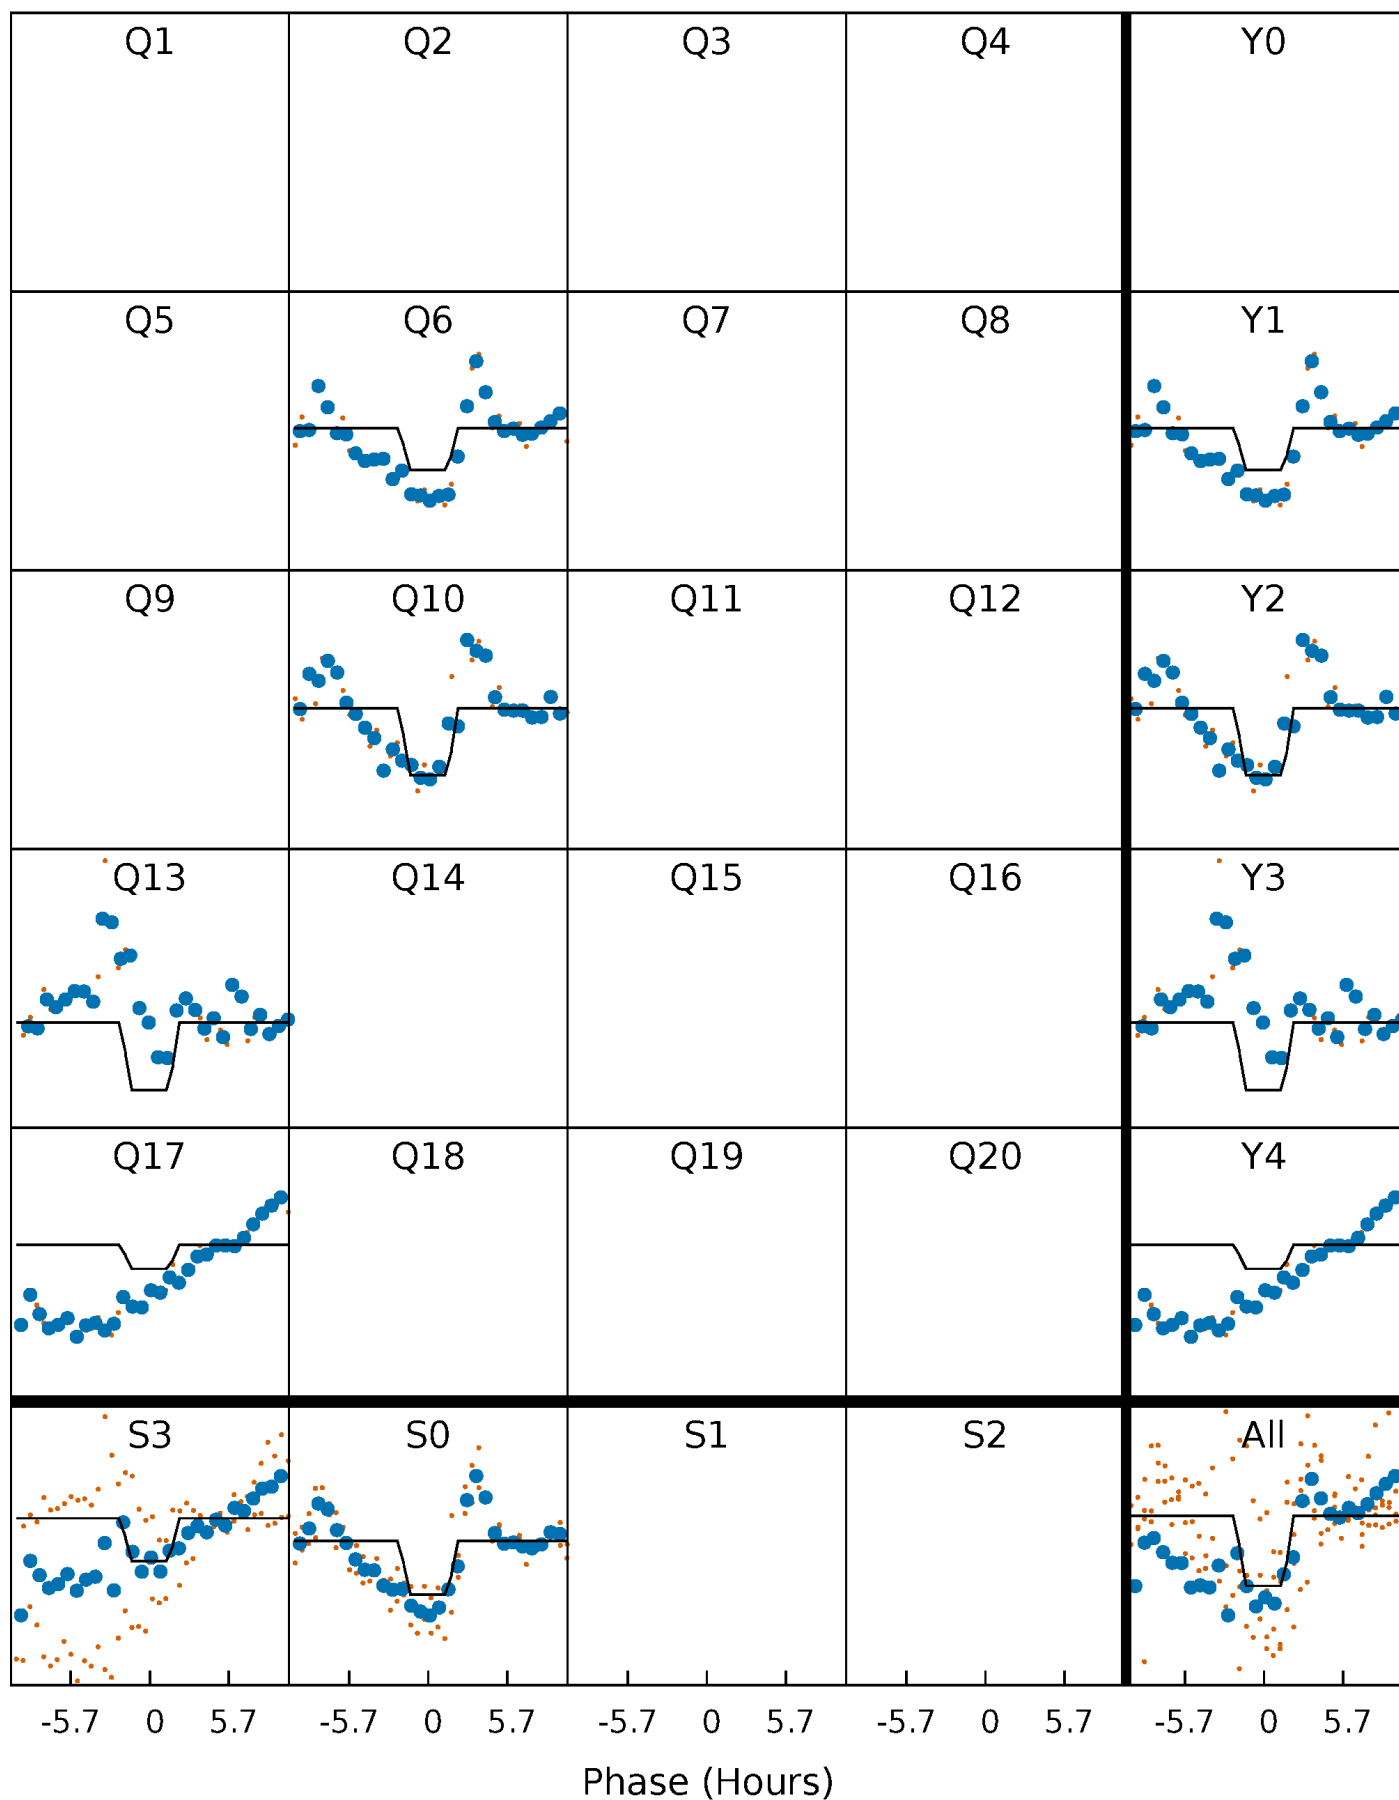 Q1 Q2 Q3 Q4 Y0
Q5 Q6 Q7 Q8 Y1
Q9 Q10 Q11 Q12 Y2
Q13 Q14 Q15 Q16 Y3
Q17 Q18 Q19 Q20 Y4
S3 S0 S1 S2 All
-5.7 0 5.7 -5.7 0 5.7 -5.7 0 5.7 -5.7 0 5.7 -5.7 0 5.7
Phase (Hours)